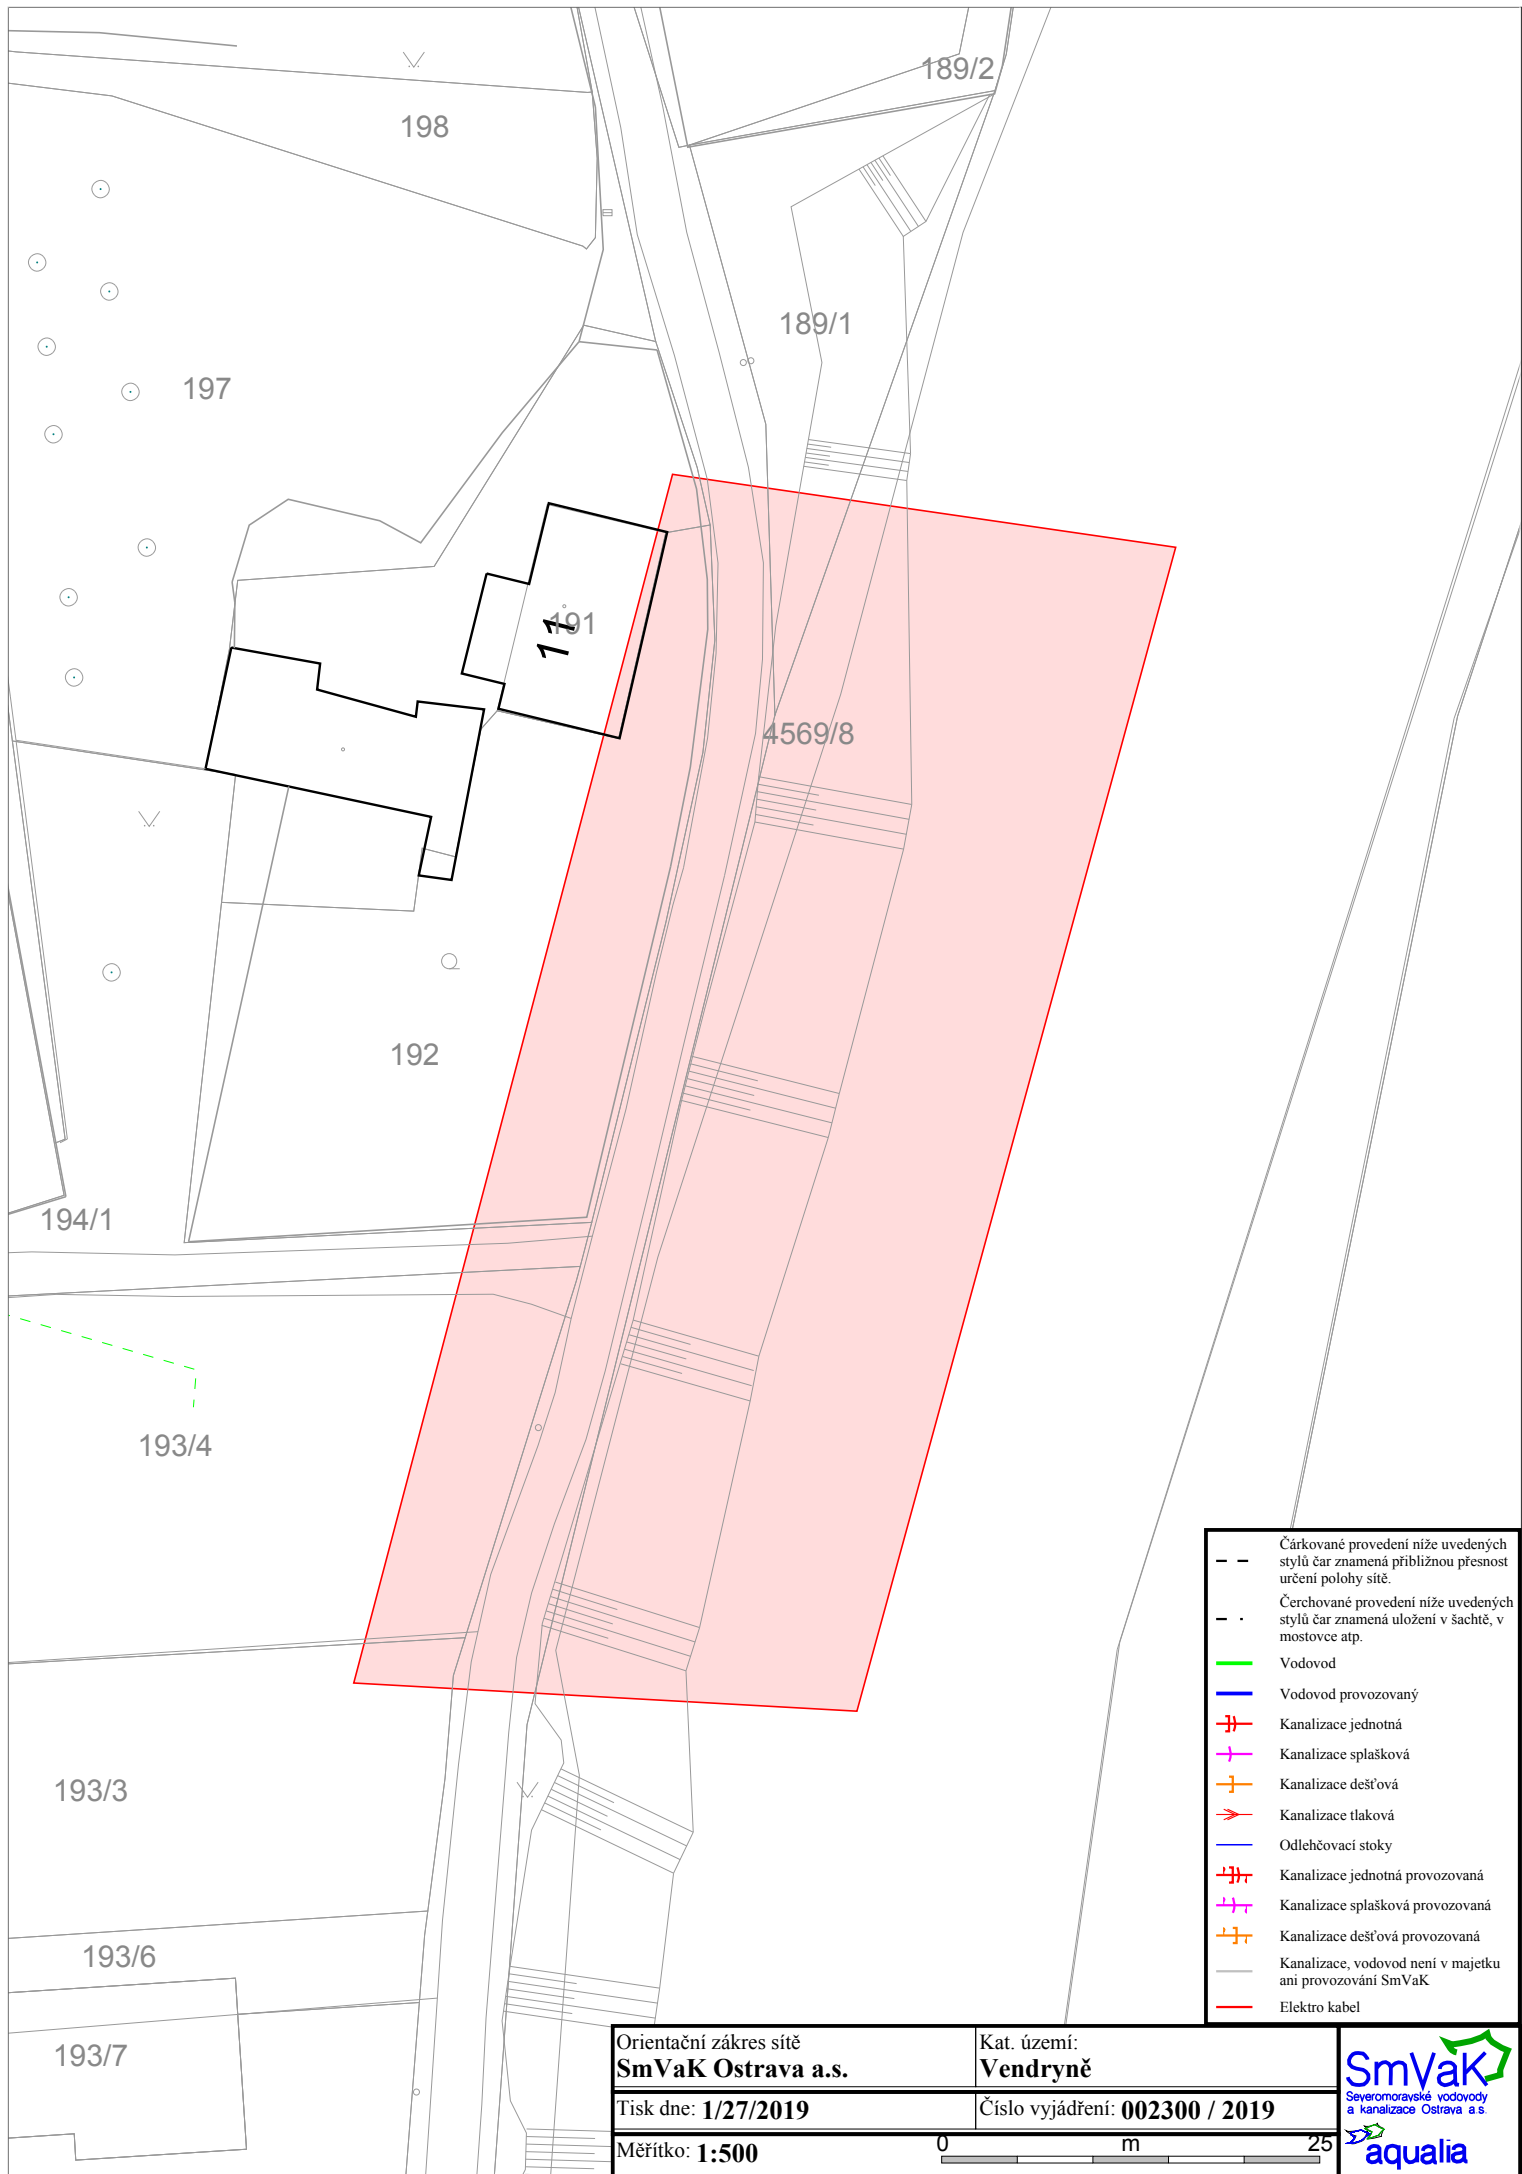 189/2
198
189/1
197
191
11
4569/8
192
194/1
193/4
193/3
193/6
193/7
Čárkované provedení níže uvedených
stylů čar znamená přibližnou přesnost
určení polohy sítě.
Čerchované provedení níže uvedených
stylů čar znamená uložení v šachtě, v
mostovce atp.
Vodovod
Vodovod provozovaný
Kanalizace jednotná
Kanalizace splašková
Kanalizace dešťová
Kanalizace tlaková
Odlehčovací stoky
Kanalizace jednotná provozovaná
Kanalizace splašková provozovaná
Kanalizace dešťová provozovaná
Kanalizace, vodovod není v majetku
ani provozování SmVaK
Elektro kabel
Orientační zákres sítě
SmVaK Ostrava a.s.
Kat. území:
Vendryně
Tisk dne: 1/27/2019
Číslo vyjádření: 002300 / 2019
Měřítko: 1:500
0 m 25
SmVaK
Severomoravské vodovody
a kanalizace Ostrava a.s.
aqualia